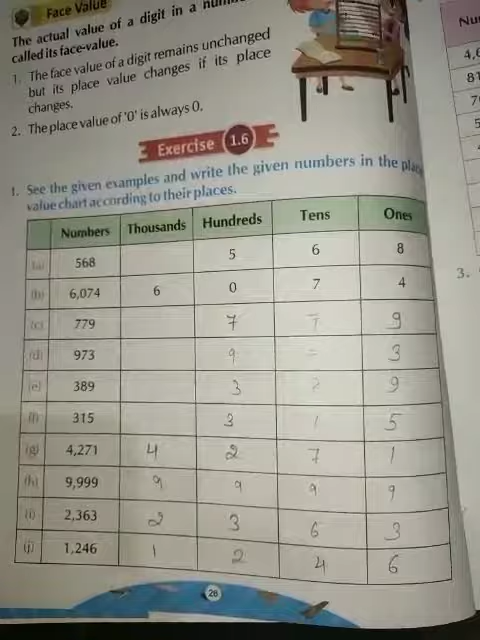 Face Value
The actual value of a digit in a
called its face-value.
1. The face value of a digit remains unchanged
but its place value changes if its place
changes.
2. The place value of '0' is always 0.
Exercise 1.6
1. See the given examples and write the given numbers in the
value chart according to their places.
Numbers Thousands Hundreds Tens Ones
(a) 568 5 6 8
(b) 6,074 6 0 7 4
(c) 779 7 7 9
(d) 973 9 3
(e) 389 3 9
(f) 315 3 1 5
(g) 4,271 4 2 7 1
(h) 9,999 9 9 9 9
(i) 2,363 2 3 6 3
(j) 1,246 1 2 4 6
3.
26